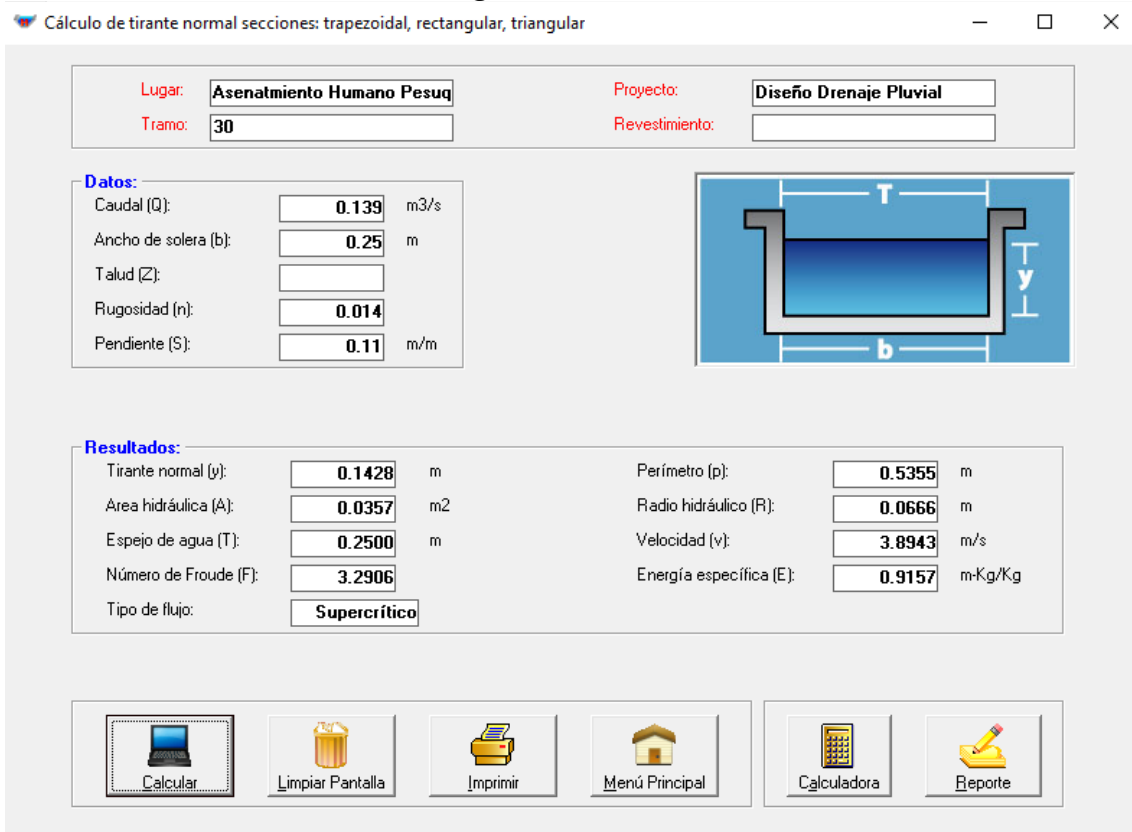 Cálculo de tirante normal secciones: trapezoidal, rectangular, triangular
Lugar: Asenatmiento Humano Pesuq Proyecto: Diseño Drenaje Pluvial
Tramo: 30 Revestimiento:
Datos:
Caudal (Q): 0.139 m3/s
Ancho de solera (b): 0.25 m
Talud (Z):
Rugosidad (n): 0.014
Pendiente (S): 0.11 m/m
T
y
b
Resultados:
Tirante normal (y): 0.1428 m Perímetro (p): 0.5355 m
Area hidráulica (A): 0.0357 m2 Radio hidráulico (R): 0.0666 m
Espejo de agua (T): 0.2500 m Velocidad (v): 3.8943 m/s
Número de Froude (F): 3.2906 Energía específica (E): 0.9157 m-Kg/Kg
Tipo de flujo: Supercrítico
Calcular Limpiar Pantalla Imprimir Menú Principal Calculadora Reporte